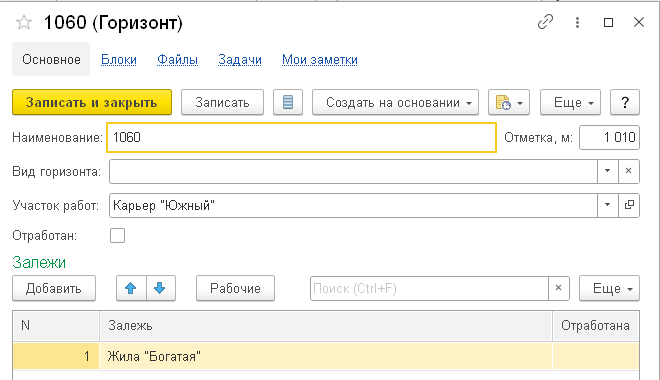 1060 (Горизонт)
Основное Блоки Файлы Задачи Мои заметки
Записать и закрыть Записать Создать на основании Еще ?
Наименование: 1060 Отметка, м: 1 010
Вид горизонта:
Участок работ: Карьер "Южный"
Отработан:
Залежи
Добавить Рабочие Поиск (Ctrl+F) × Еще
N Залежь Отработана
1 Жила "Богатая"